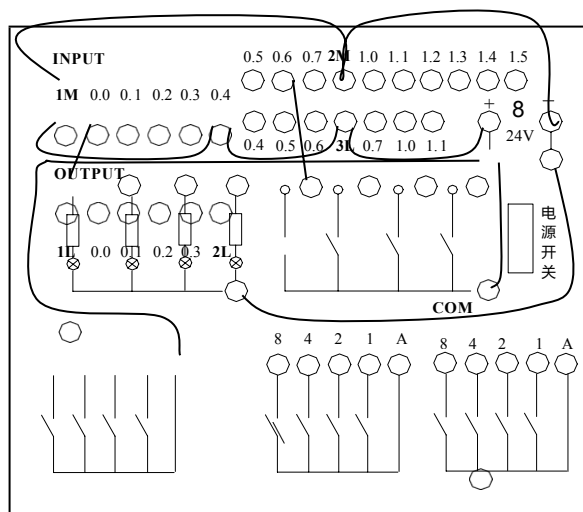 INPUT
0.5 0.6 0.7 2M 1.0 1.1 1.2 1.3 1.4 1.5
1M 0.0 0.1 0.2 0.3 0.4
+ 8 −
24V
0.4 0.5 0.6 3L 0.7 1.0 1.1
OUTPUT
1L 0.0 0.1 0.2 0.3 2L
电源开关
COM
8 4 2 1 A
8 4 2 1 A